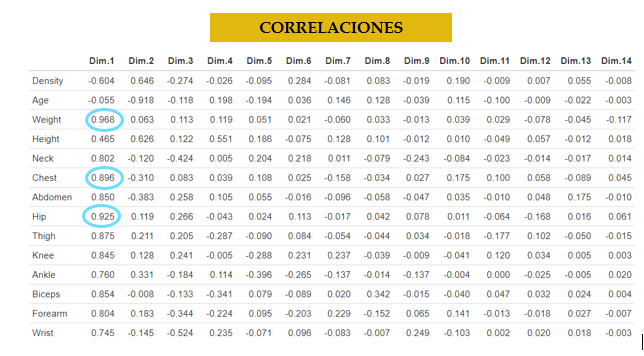 CORRELACIONES
Dim.1 Dim.2 Dim.3 Dim.4 Dim.5 Dim.6 Dim.7 Dim.8 Dim.9 Dim.10 Dim.11 Dim.12 Dim.13 Dim.14
Density -0.604 0.646 -0.274 -0.026 -0.095 0.284 -0.081 0.083 -0.019 0.190 -0.009 0.007 0.055 -0.008
Age -0.055 -0.918 -0.118 0.198 -0.194 0.036 0.146 0.128 -0.039 0.115 -0.100 -0.009 -0.022 -0.003
Weight 0.968 0.063 0.113 0.119 0.051 0.021 -0.060 0.033 -0.013 0.039 0.029 -0.078 -0.045 -0.117
Height 0.465 0.626 0.122 0.551 0.186 -0.075 0.128 0.101 -0.012 0.010 -0.049 0.057 -0.012 0.018
Neck 0.802 -0.120 -0.424 0.005 0.204 0.218 0.011 -0.079 -0.243 -0.084 -0.023 -0.014 -0.017 0.014
Chest 0.896 -0.310 0.083 0.039 0.108 0.025 -0.158 -0.034 0.027 0.175 0.100 0.058 -0.089 0.045
Abdomen 0.850 -0.383 0.258 0.105 0.055 -0.016 -0.096 -0.058 -0.047 0.035 -0.010 0.048 0.175 -0.010
Hip 0.925 0.119 0.266 -0.043 0.024 0.113 -0.017 0.042 0.078 0.011 -0.064 -0.168 0.016 0.061
Thigh 0.875 0.211 0.205 -0.287 -0.090 0.084 -0.054 -0.044 0.034 -0.018 -0.177 0.102 -0.050 -0.015
Knee 0.845 0.128 0.241 -0.005 -0.288 0.231 0.237 -0.039 -0.009 -0.041 0.120 0.034 0.005 0.003
Ankle 0.760 0.331 -0.184 0.114 -0.396 -0.265 -0.137 -0.014 -0.137 -0.004 0.000 -0.025 -0.005 0.020
Biceps 0.854 -0.008 -0.133 -0.341 0.079 -0.089 0.020 0.342 -0.015 -0.040 0.047 0.032 0.024 0.004
Forearm 0.804 0.183 -0.344 -0.224 0.095 -0.203 0.229 -0.152 0.065 0.141 -0.013 -0.018 0.027 -0.007
Wrist 0.745 -0.145 -0.524 0.235 -0.071 0.096 -0.083 -0.007 0.249 -0.103 0.002 0.020 0.018 -0.003